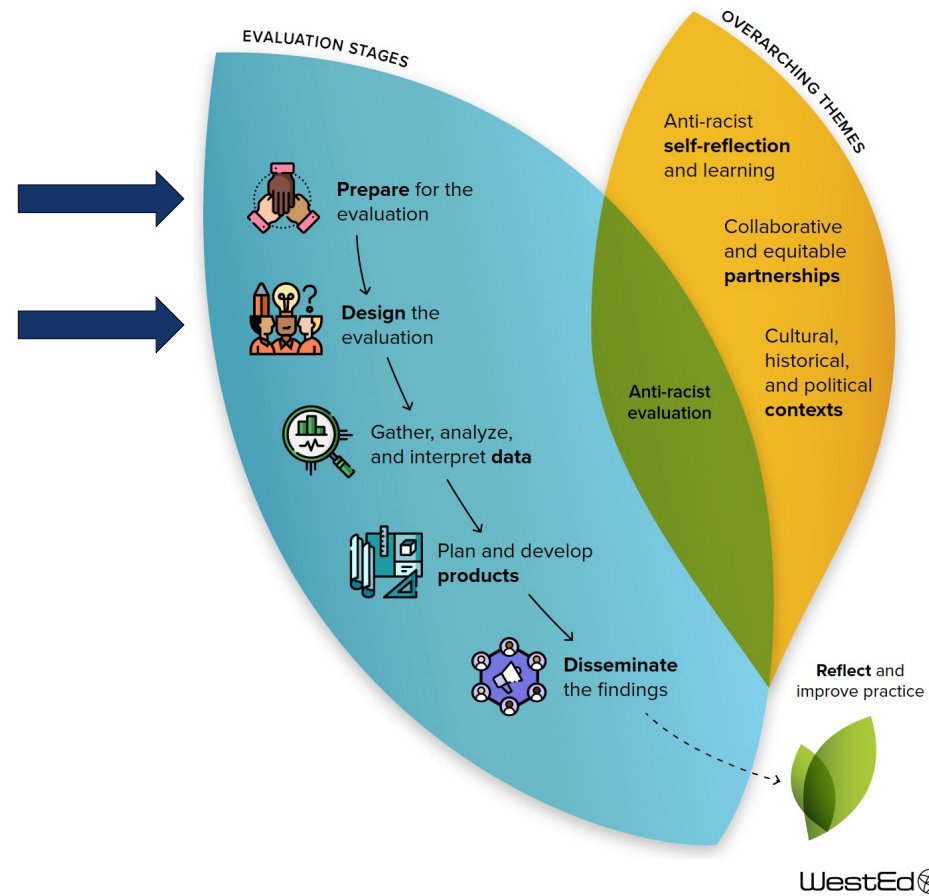 EVALUATION STAGES
OVERARCHING THEMES
Prepare for the
evaluation
Design the
evaluation
Gather, analyze,
and interpret data
Plan and develop
products
Disseminate
the findings
Anti-racist
self-reflection
and learning
Collaborative
and equitable
partnerships
Cultural,
historical,
and political
contexts
Anti-racist
evaluation
Reflect and
improve practice
?
WestEd